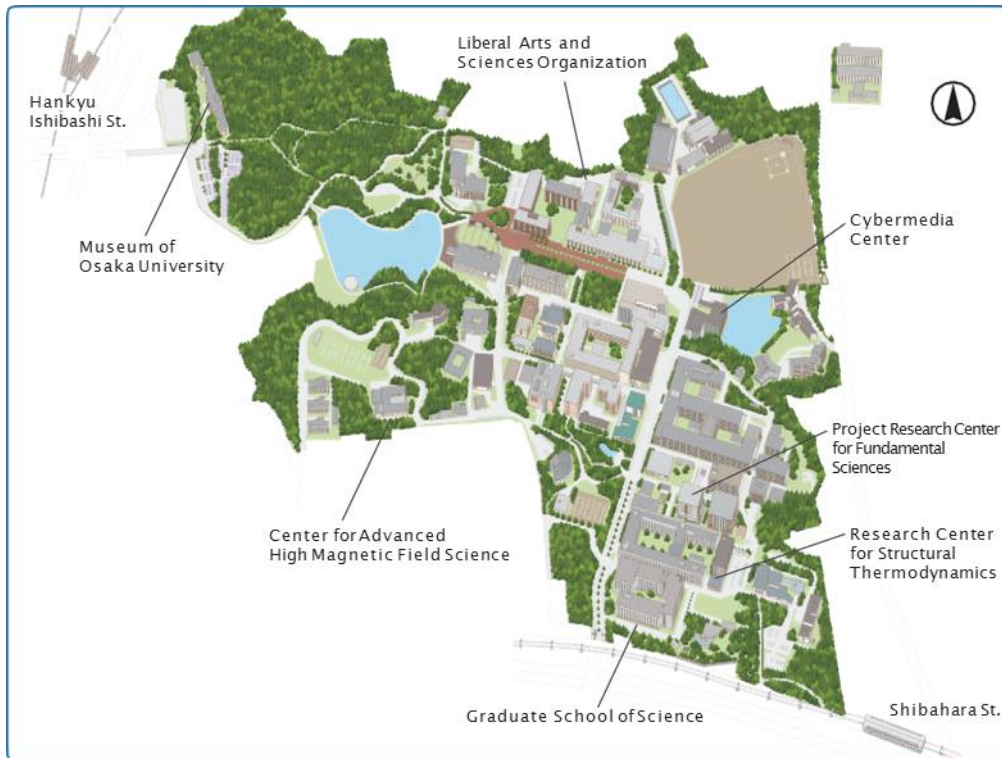 Liberal Arts and
Sciences Organization
Hankyu
Ishibashi St.
Museum of
Osaka University
Cybermedia
Center
Project Research Center
for Fundamental
Sciences
Center for Advanced
High Magnetic Field Science
Research Center
for Structural
Thermodynamics
Graduate School of Science
Shibahara St.